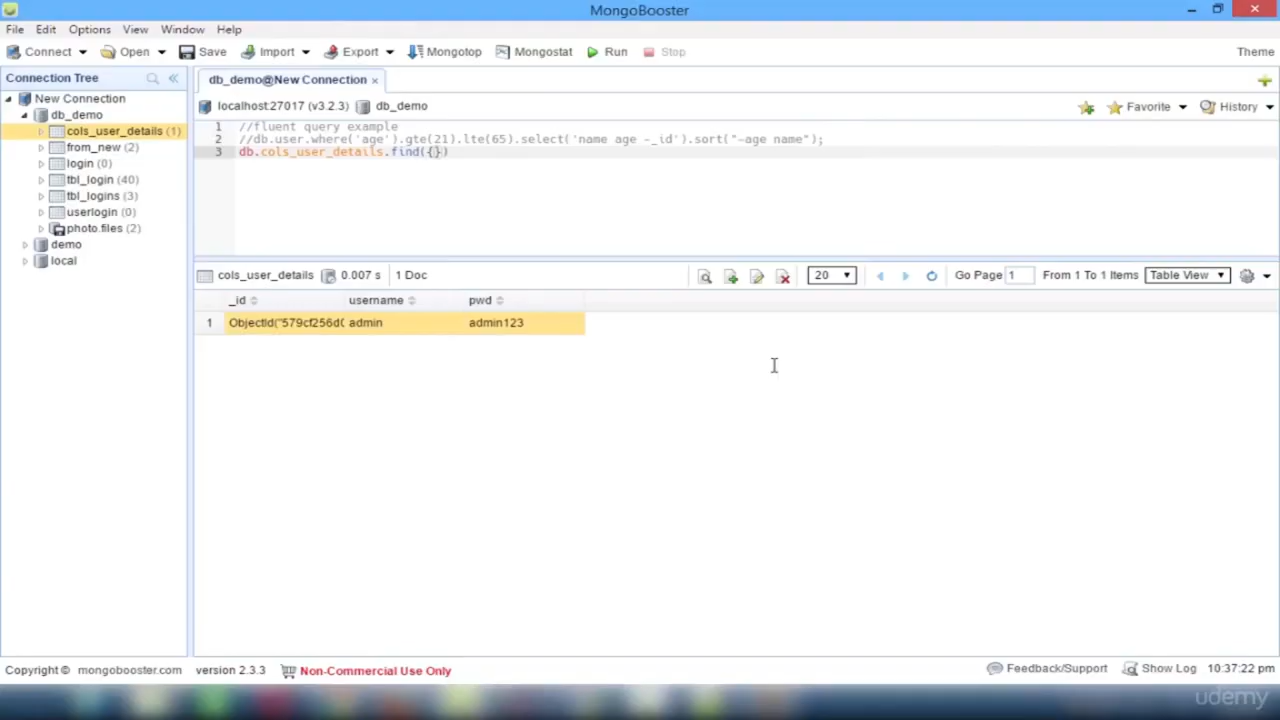 MongoBooster
File Edit Options View Window Help
Connect Open Save Import Export Mongotop Mongostat Run Stop Theme
Connection Tree
db_demo@New Connection ×
New Connection
localhost:27017 (v3.2.3) db_demo Favorite History
db_demo
cols_user_details (1)
from_new (2)
login (0)
tbl_login (40)
tbl_logins (3)
userlogin (0)
photo.files (2)
demo
local
1 //fluent query example
2 //db.user.where('age').gte(21).lte(65).select('name age -_id').sort("-age name");
3 db.cols_user_details.find({})
cols_user_details 0.007 s 1 Doc 20 Go Page 1 From 1 To 1 Items Table View
_id username pwd
1 ObjectId("579cf256d( admin admin123
Copyright © mongobooster.com version 2.3.3 Non-Commercial Use Only Feedback/Support Show Log 10:37:22 pm
udemy